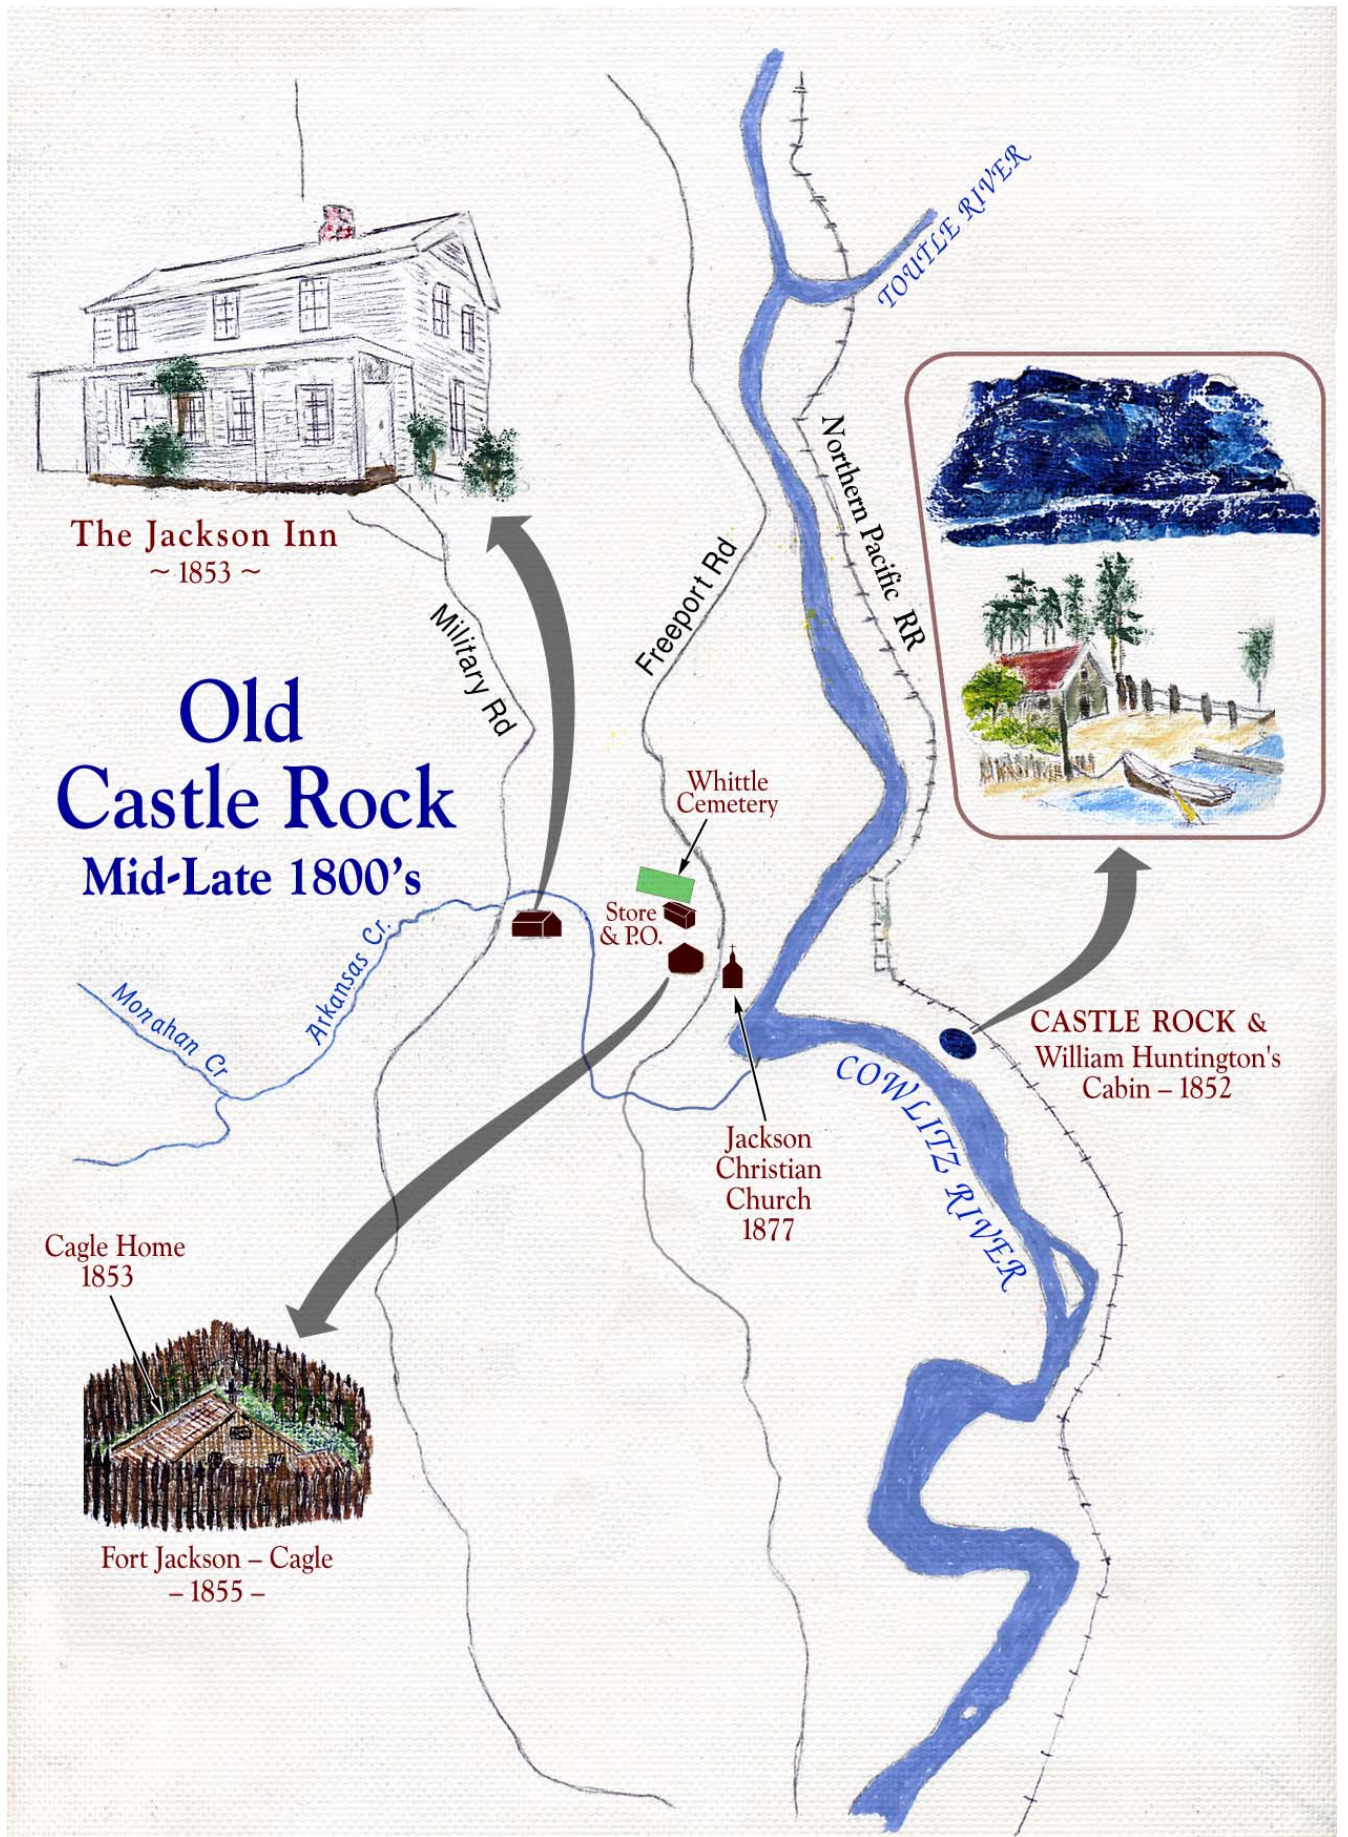 TOUTLE RIVER
Northern Pacific RR
The Jackson Inn
~ 1853 ~
Military Rd
Freeport Rd
Old
Castle Rock
Mid-Late 1800's
Whittle
Cemetery
Store
& P.O.
Arkansas Cr.
Monahan Cr
CASTLE ROCK &
William Huntington's
Cabin – 1852
COWLITZ RIVER
Jackson
Christian
Church
1877
Cagle Home
1853
Fort Jackson – Cagle
– 1855 –